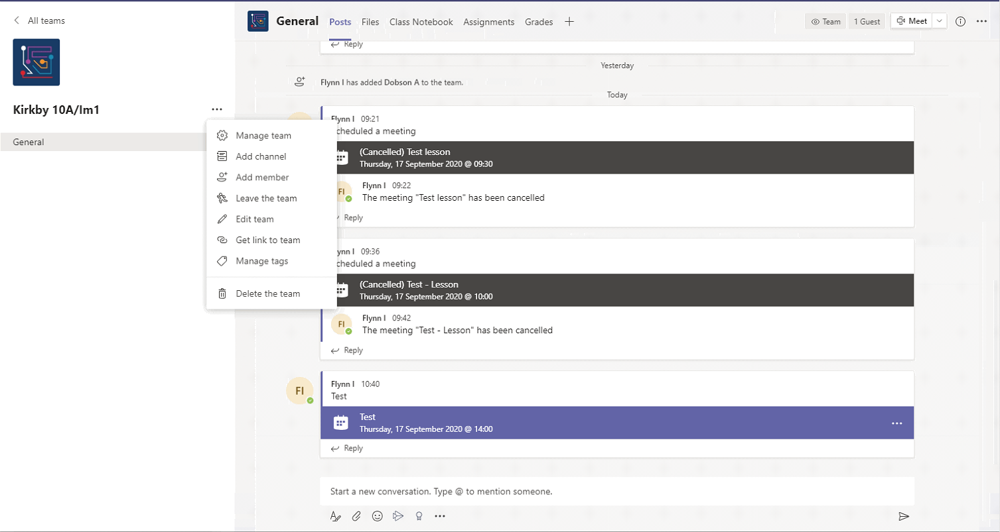 All teams
Kirkby 10A/Im1
General
Manage team
Add channel
Add member
Leave the team
Edit team
Get link to team
Manage tags
Delete the team
General Posts Files Class Notebook Assignments Grades
Team 1 Guest Meet
Reply
Yesterday
Flynn I has added Dobson A to the team.
Today
Flynn I 09:21
cheduled a meeting
(Cancelled) Test lesson
Thursday, 17 September 2020 @ 09:30
FI
Flynn I 09:22
The meeting "Test lesson" has been cancelled
Reply
ynn I 09:36
cheduled a meeting
(Cancelled) Test - Lesson
Thursday, 17 September 2020 @ 10:00
FI
Flynn I 09:42
The meeting "Test - Lesson" has been cancelled
Reply
FI
Flynn I 10:40
Test
Test
Thursday, 17 September 2020 @ 14:00
Reply
Start a new conversation. Type @ to mention someone.